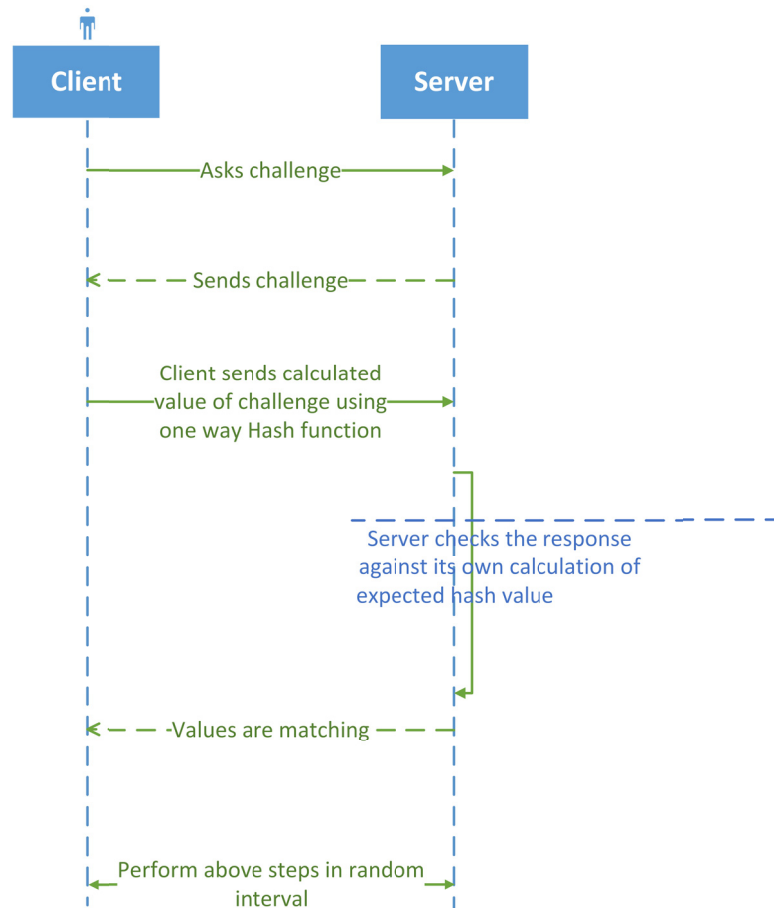 Client
Server
Asks challenge
Sends challenge
Client sends calculated
value of challenge using
one way Hash function
Server checks the response
against its own calculation of
expected hash value
Values are matching
Perform above steps in random
interval